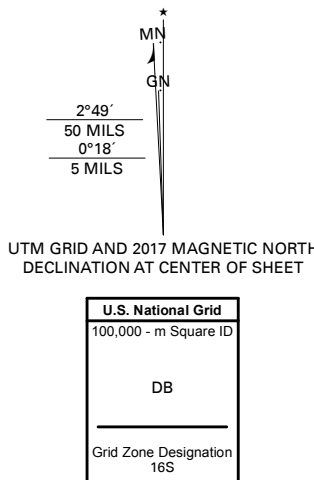 MN
GN
2°49´
50 MILS
0°18´
5 MILS
UTM GRID AND 2017 MAGNETIC NORTH
DECLINATION AT CENTER OF SHEET
U.S. National Grid
100,000 - m Square ID
DB
Grid Zone Designation
16S